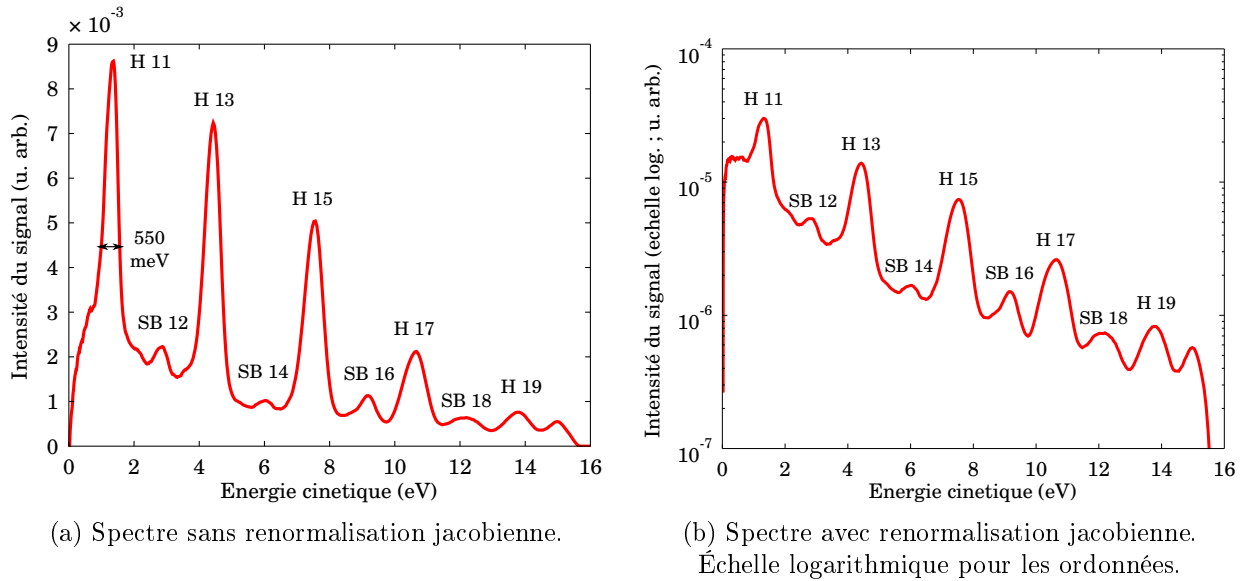 × 10⁻³
9
8
7
6
5
4
3
2
1
0
Intensité du signal (u. arb.)
H 11
H 13
H 15
550
meV
SB 12
SB 14
SB 16
H 17
SB 18
H 19
0 2 4 6 8 10 12 14 16
Energie cinetique (eV)
(a) Spectre sans renormalisation jacobienne.
10⁻⁴
10⁻⁵
10⁻⁶
10⁻⁷
Intensité du signal (echelle log. ; u. arb.)
H 11
H 13
H 15
SB 12
H 17
SB 14
SB 16
SB 18
H 19
0 2 4 6 8 10 12 14 16
Energie cinetique (eV)
(b) Spectre avec renormalisation jacobienne.
Échelle logarithmique pour les ordonnées.